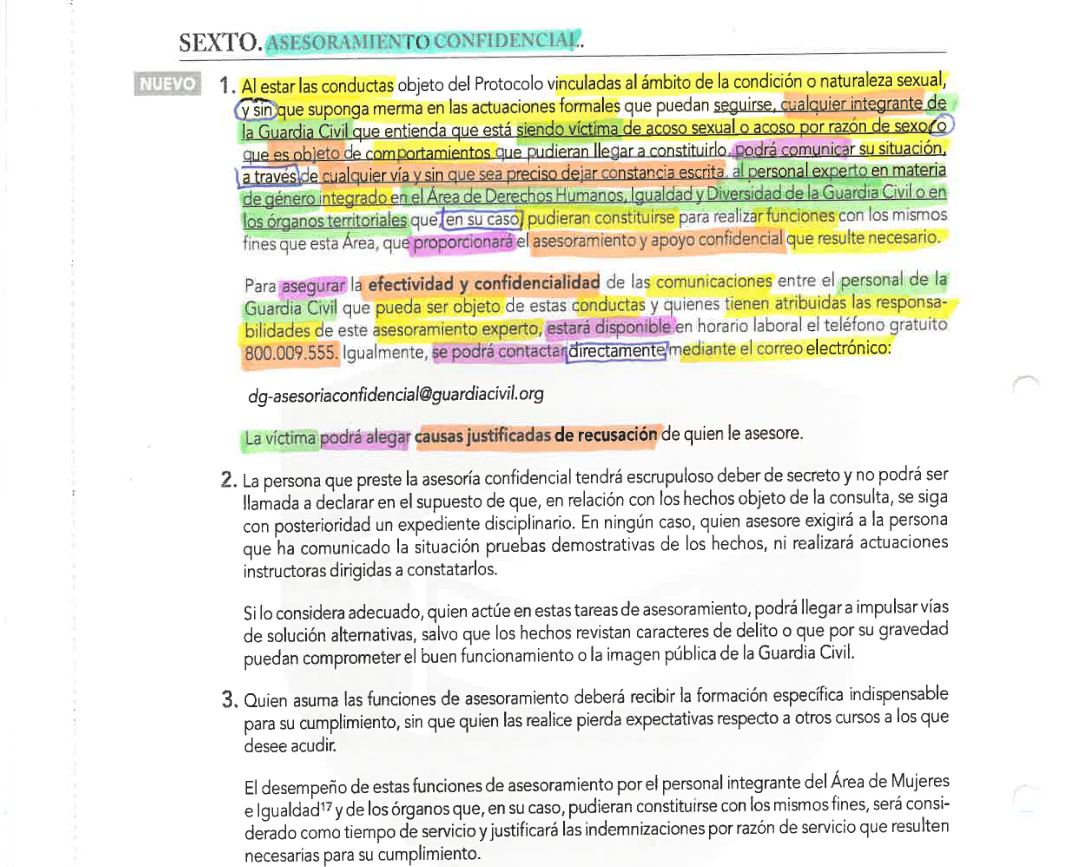 SEXTO. ASESORAMIENTO CONFIDENCIAL..
NUEVO
1. Al estar las conductas objeto del Protocolo vinculadas al ámbito de la condición o naturaleza sexual,
y sin que suponga merma en las actuaciones formales que puedan seguirse, cualquier integrante de
la Guardia Civil que entienda que está siendo víctima de acoso sexual o acoso por razón de sexo, o
que es objeto de comportamientos que pudieran llegar a constituirlo, podrá comunicar su situación,
a través de cualquier vía y sin que sea preciso dejar constancia escrita, al personal experto en materia
de género integrado en el Área de Derechos Humanos, Igualdad y Diversidad de la Guardia Civil o en
los órganos territoriales que, en su caso, pudieran constituirse para realizar funciones con los mismos
fines que esta Área, que proporcionará el asesoramiento y apoyo confidencial que resulte necesario.
Para asegurar la efectividad y confidencialidad de las comunicaciones entre el personal de la
Guardia Civil que pueda ser objeto de estas conductas y quienes tienen atribuidas las responsa-
bilidades de este asesoramiento experto, estará disponible en horario laboral el teléfono gratuito
800.009.555. Igualmente, se podrá contactar directamente mediante el correo electrónico:
dg-asesoriaconfidencial@guardiacivil.org
La víctima podrá alegar causas justificadas de recusación de quien le asesore.
2. La persona que preste la asesoría confidencial tendrá escrupuloso deber de secreto y no podrá ser
llamada a declarar en el supuesto de que, en relación con los hechos objeto de la consulta, se siga
con posterioridad un expediente disciplinario. En ningún caso, quien asesore exigirá a la persona
que ha comunicado la situación pruebas demostrativas de los hechos, ni realizará actuaciones
instructoras dirigidas a constatarlos.
Si lo considera adecuado, quien actúe en estas tareas de asesoramiento, podrá llegar a impulsar vías
de solución alternativas, salvo que los hechos revistan caracteres de delito o que por su gravedad
puedan comprometer el buen funcionamiento o la imagen pública de la Guardia Civil.
3. Quien asuma las funciones de asesoramiento deberá recibir la formación específica indispensable
para su cumplimiento, sin que quien las realice pierda expectativas respecto a otros cursos a los que
desee acudir.
El desempeño de estas funciones de asesoramiento por el personal integrante del Área de Mujeres
e Igualdad¹⁷ y de los órganos que, en su caso, pudieran constituirse con los mismos fines, será consi-
derado como tiempo de servicio y justificará las indemnizaciones por razón de servicio que resulten
necesarias para su cumplimiento.